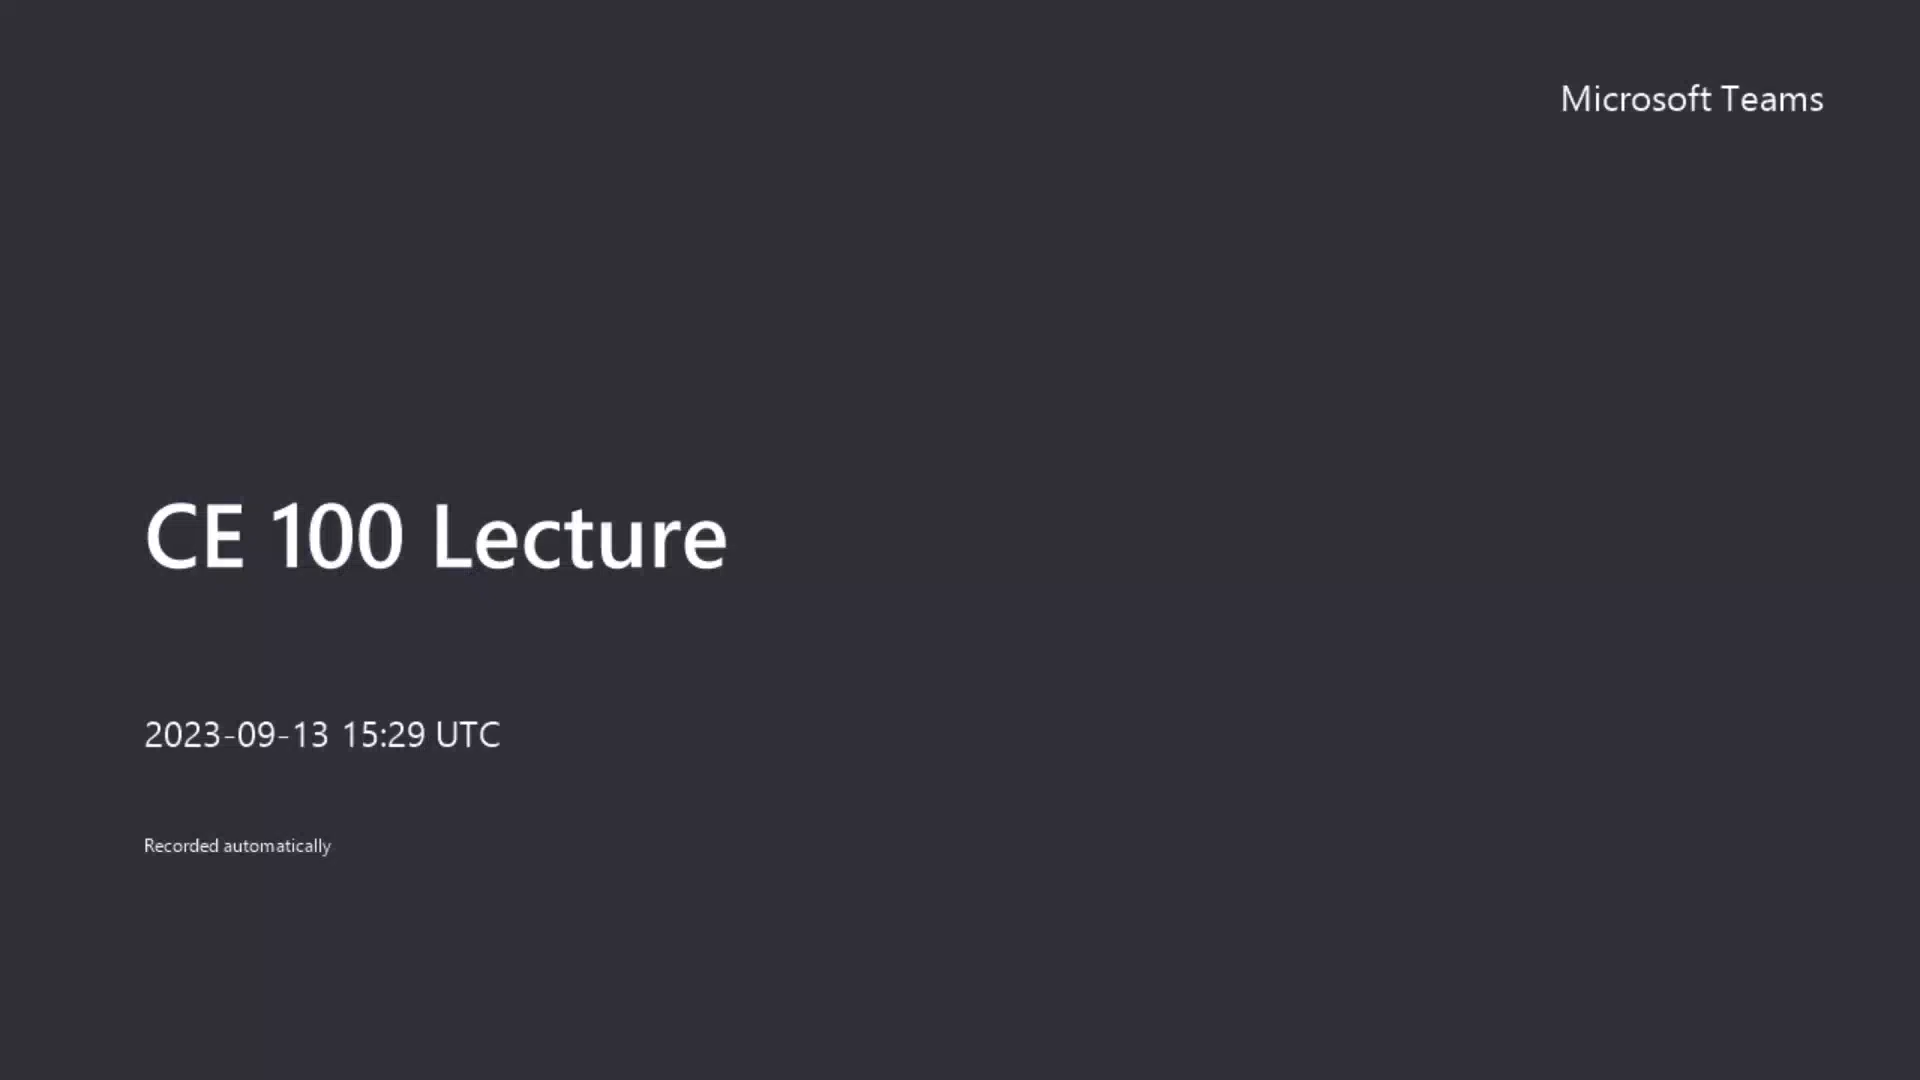 Microsoft Teams
CE 100 Lecture
2023-09-13 15:29 UTC
Recorded automatically